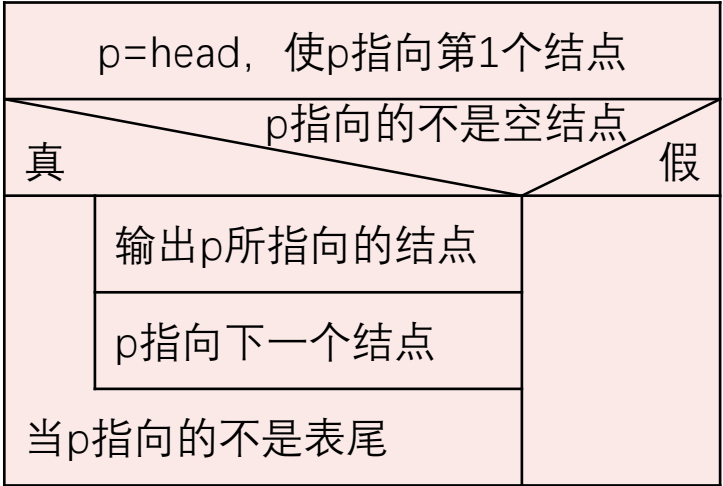 p=head，使p指向第1个结点
p指向的不是空结点
真
假
输出p所指向的结点
p指向下一个结点
当p指向的不是表尾